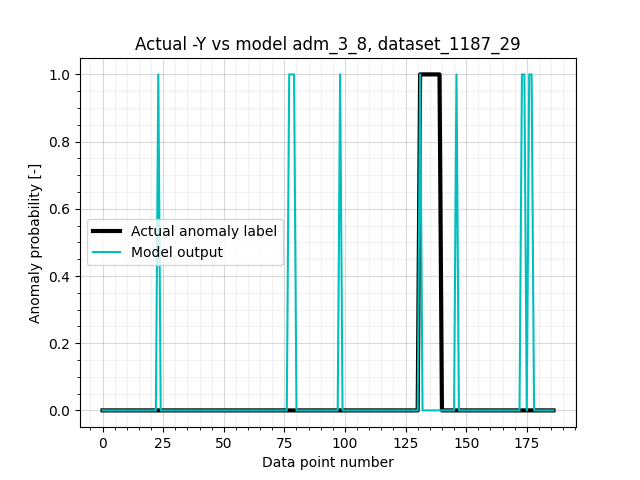 Actual -Y vs model adm_3_8, dataset_1187_29
Anomaly probability [-]
1.0
0.8
0.6
0.4
0.2
0.0
Actual anomaly label
Model output
0 25 50 75 100 125 150 175
Data point number